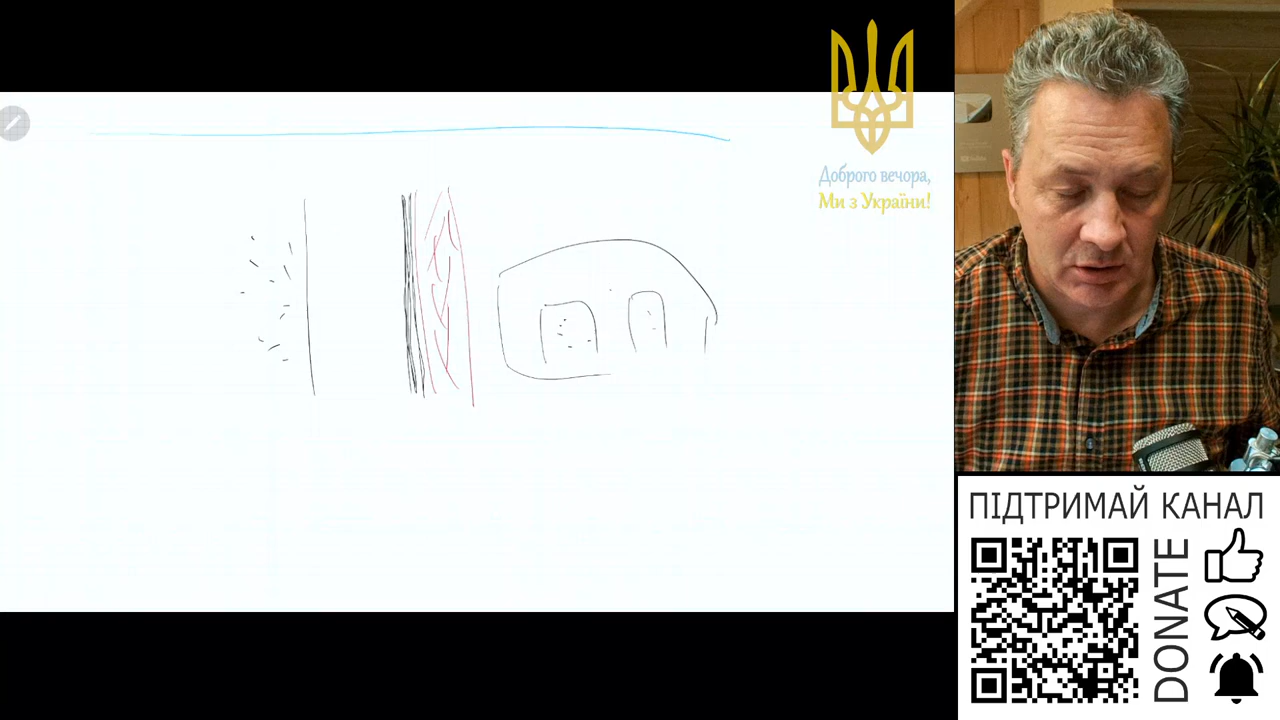 Доброго вечора,
Ми з України!
ПІДТРИМАЙ КАНАЛ
DONATE